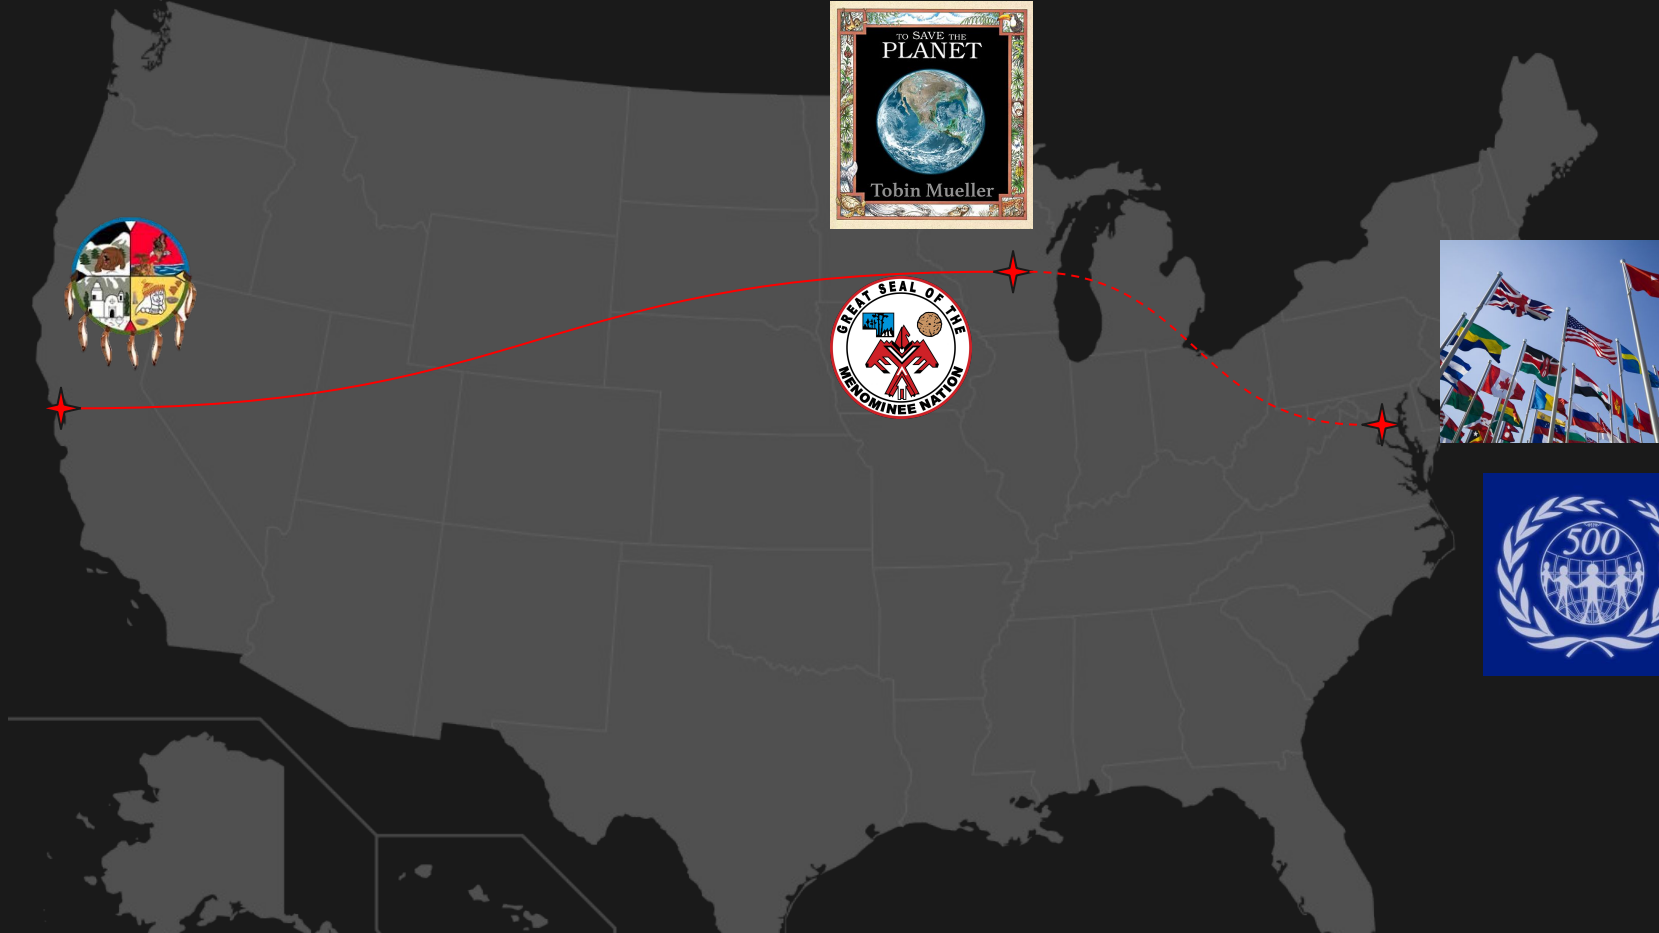 TO SAVE THE
PLANET
Tobin Mueller
GREAT SEAL OF THE
MENOMINEE NATION
500